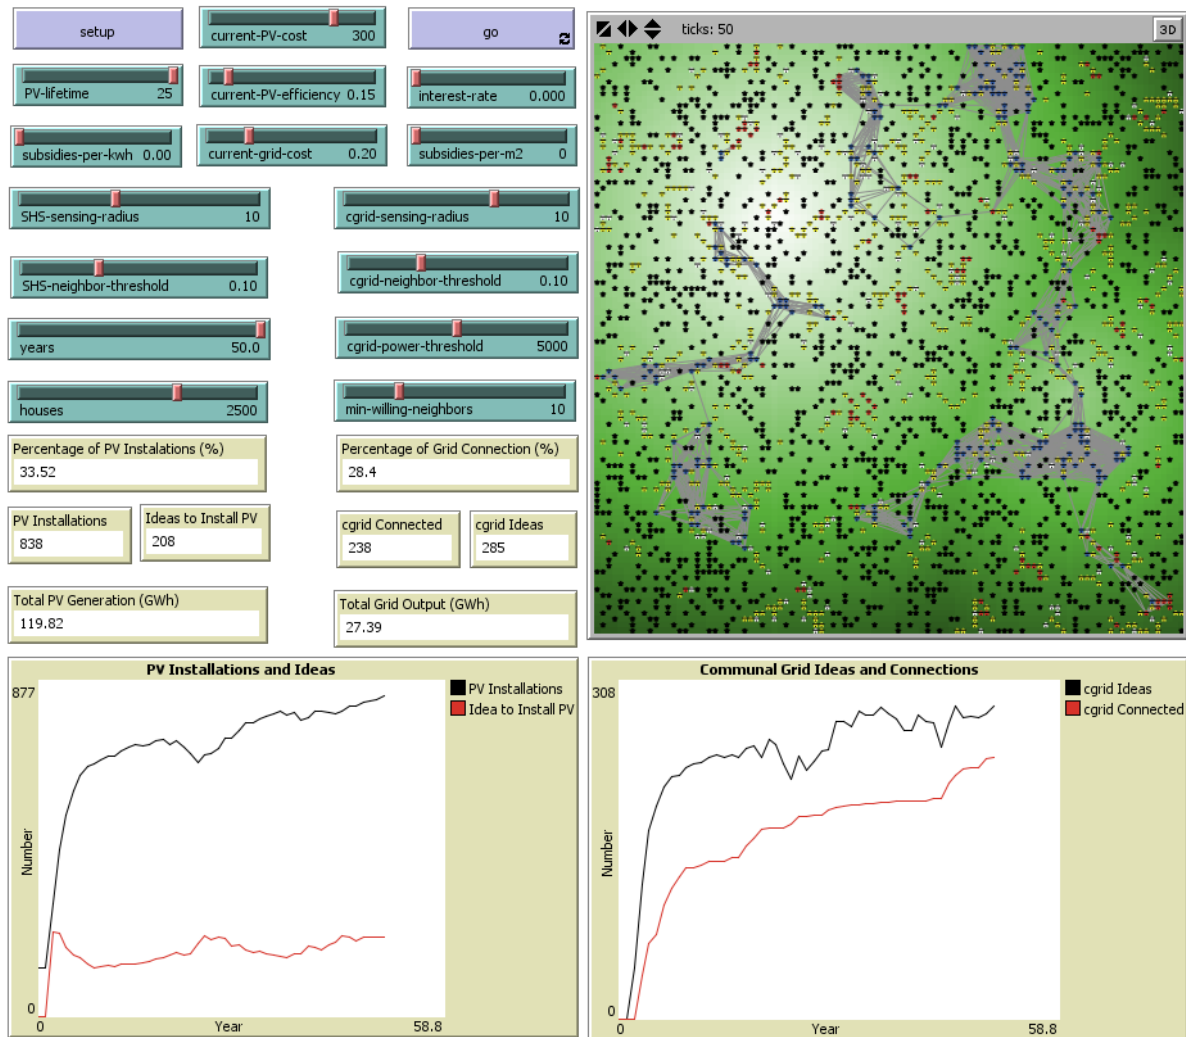 setup
current-PV-cost 300
go
ticks: 50
3D
PV-lifetime 25
current-PV-efficiency 0.15
interest-rate 0.000
subsidies-per-kwh 0.00
current-grid-cost 0.20
subsidies-per-m2 0
SHS-sensing-radius 10
cgrid-sensing-radius 10
SHS-neighbor-threshold 0.10
cgrid-neighbor-threshold 0.10
years 50.0
cgrid-power-threshold 5000
houses 2500
min-willing-neighbors 10
Percentage of PV Instalations (%)
33.52
Percentage of Grid Connection (%)
28.4
PV Installations
838
Ideas to Install PV
208
cgrid Connected
238
cgrid Ideas
285
Total PV Generation (GWh)
119.82
Total Grid Output (GWh)
27.39
PV Installations and Ideas
877
Number
0
0
Year
58.8
PV Installations
Idea to Install PV
Communal Grid Ideas and Connections
308
Number
0
0
Year
58.8
cgrid Ideas
cgrid Connected